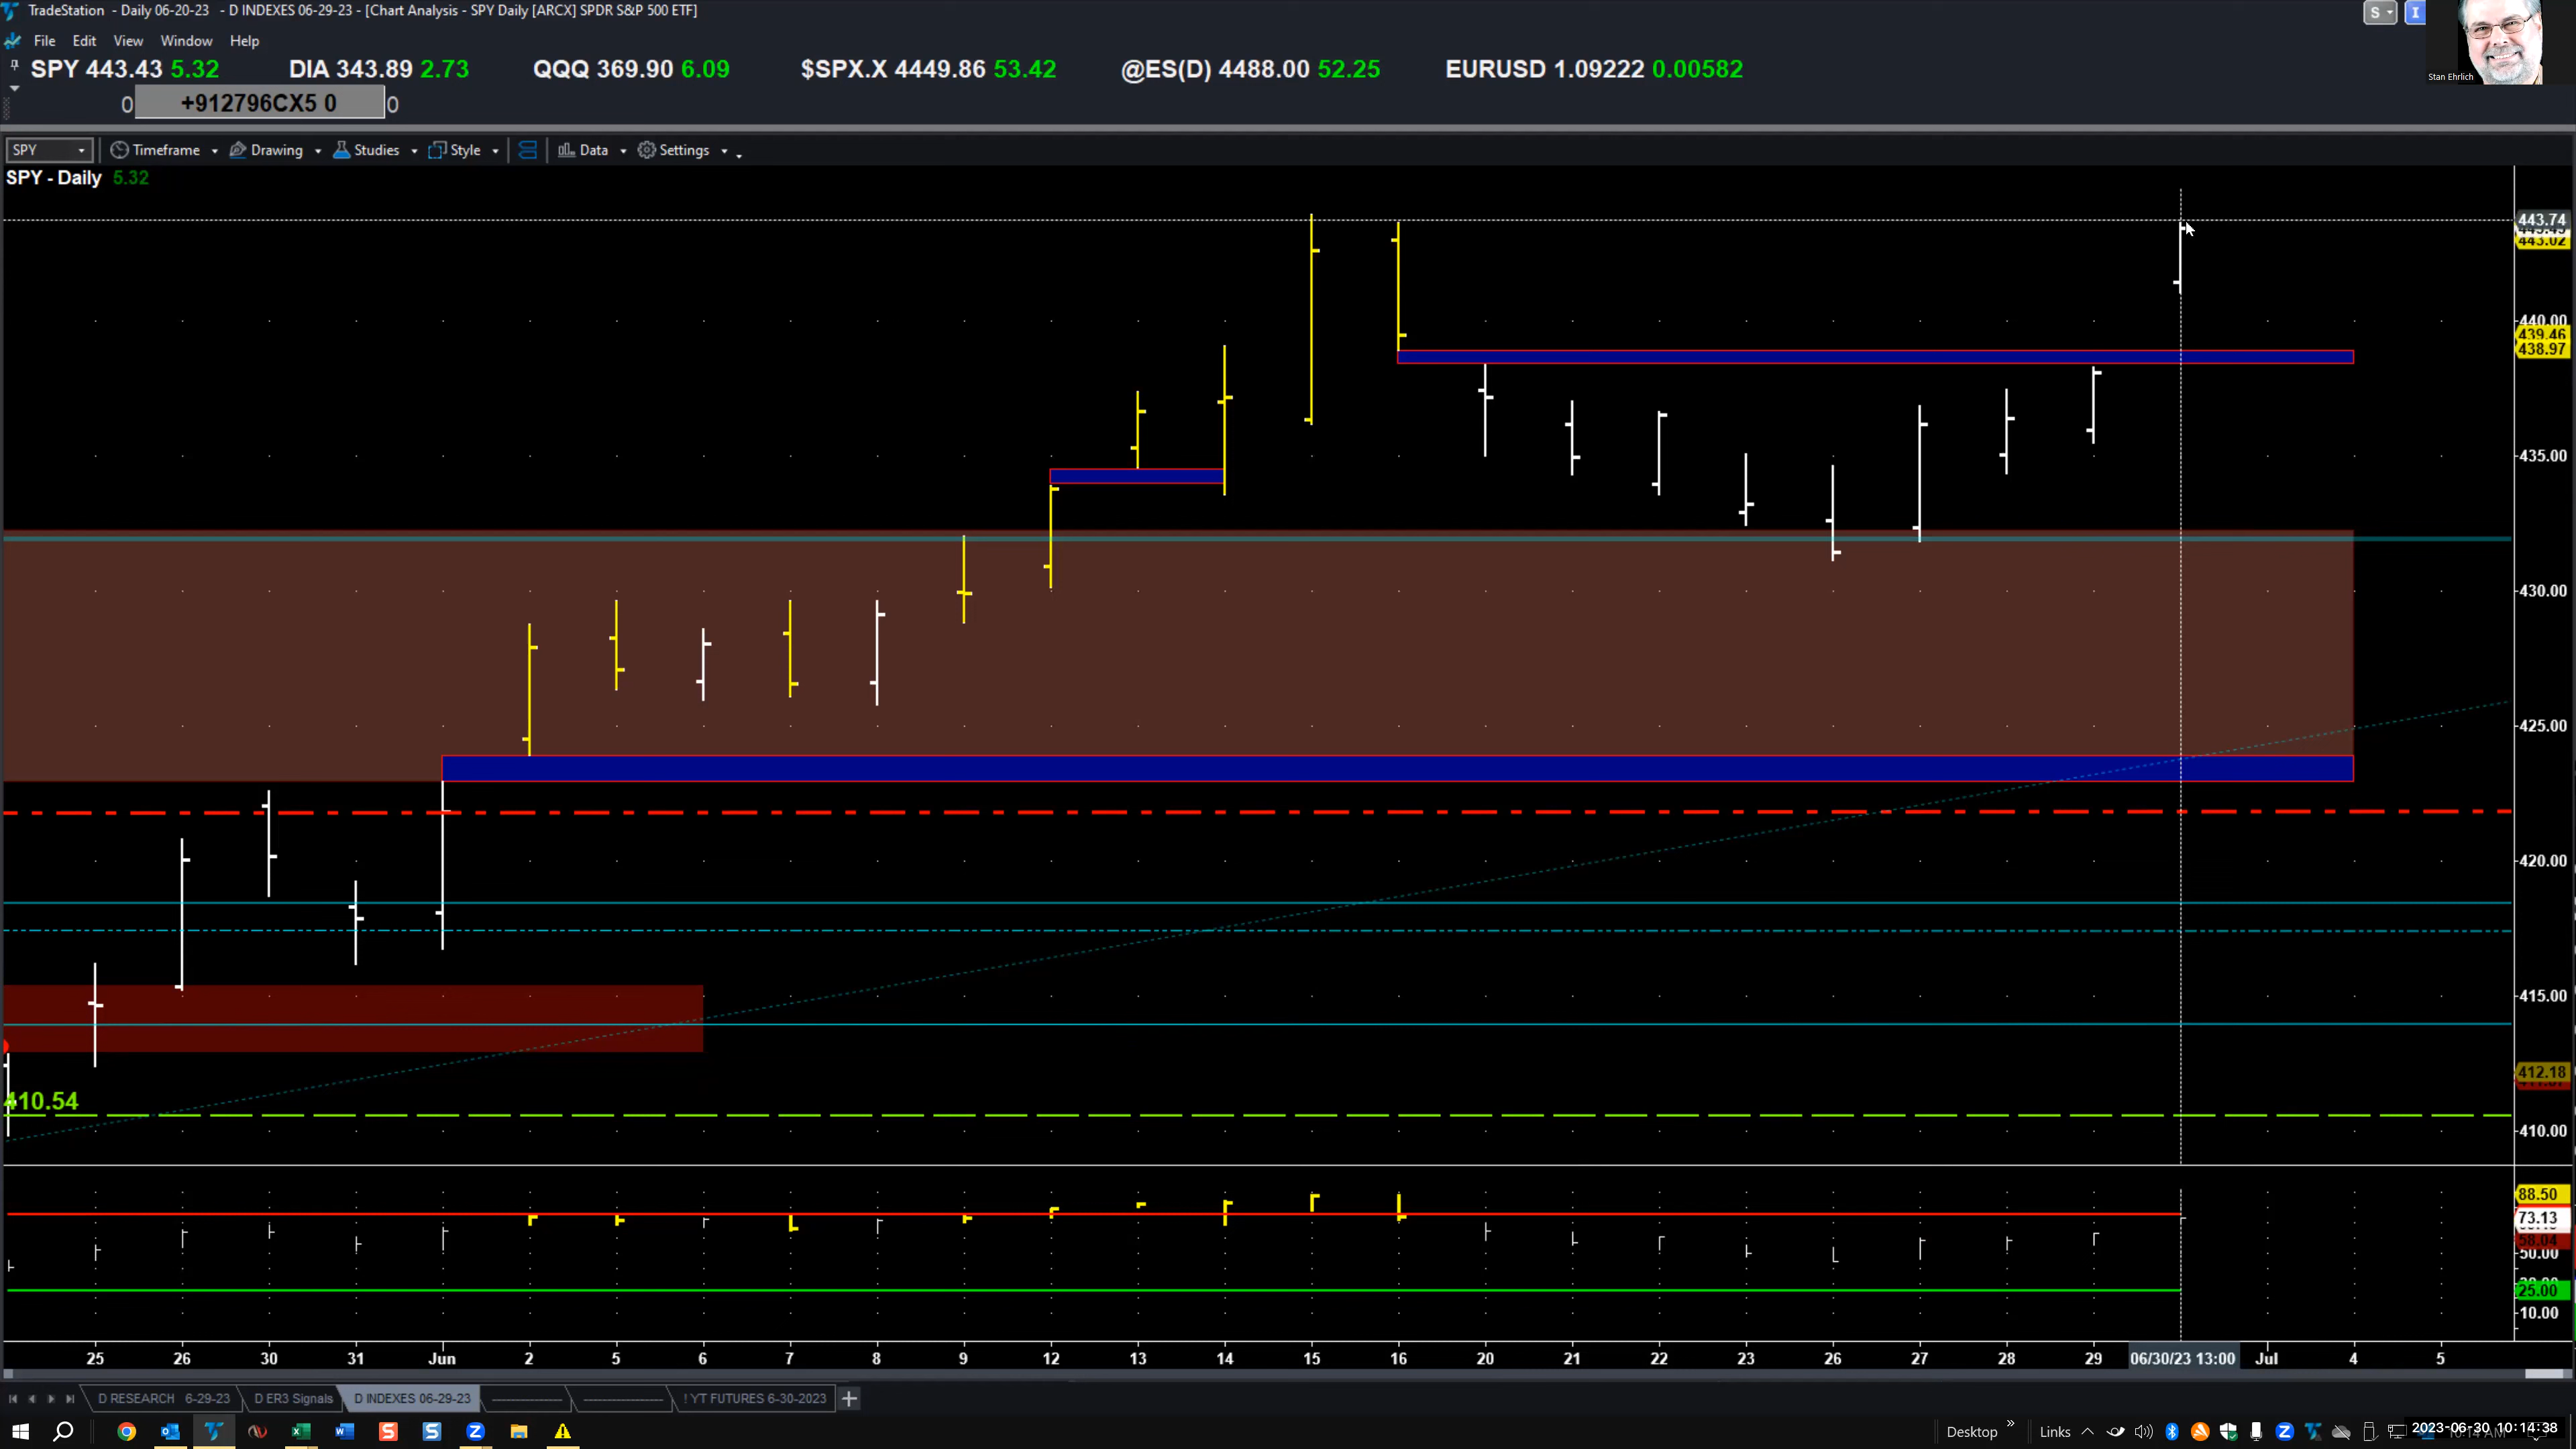 TradeStation - Daily 06-20-23 - D INDEXES 06-29-23 - [Chart Analysis - SPY Daily [ARCX] SPDR S&P 500 ETF]
S
I
File Edit View Window Help
SPY 443.43 5.32 DIA 343.89 2.73 QQQ 369.90 6.09 $SPX.X 4449.86 53.42 @ES(D) 4488.00 52.25 EURUSD 1.09222 0.00582
Stan Ehrlich
0 +912796CX5 0 0
SPY Timeframe Drawing Studies Style Data Settings
SPY - Daily 5.32
443.74
443.02
440.00
439.46
438.97
435.00
430.00
425.00
420.00
415.00
412.18
410.54
410.00
88.50
73.13
58.04
50.00
25.00
10.00
25 26 30 31 Jun 2 5 6 7 8 9 12 13 14 15 16 20 21 22 23 26 27 28 29 06/30/23 13:00 Jul 4 5
D RESEARCH 6-29-23 D ER3 Signals D INDEXES 06-29-23 ! YT FUTURES 6-30-2023 +
Desktop » Links 2023-06-30 10:14:38